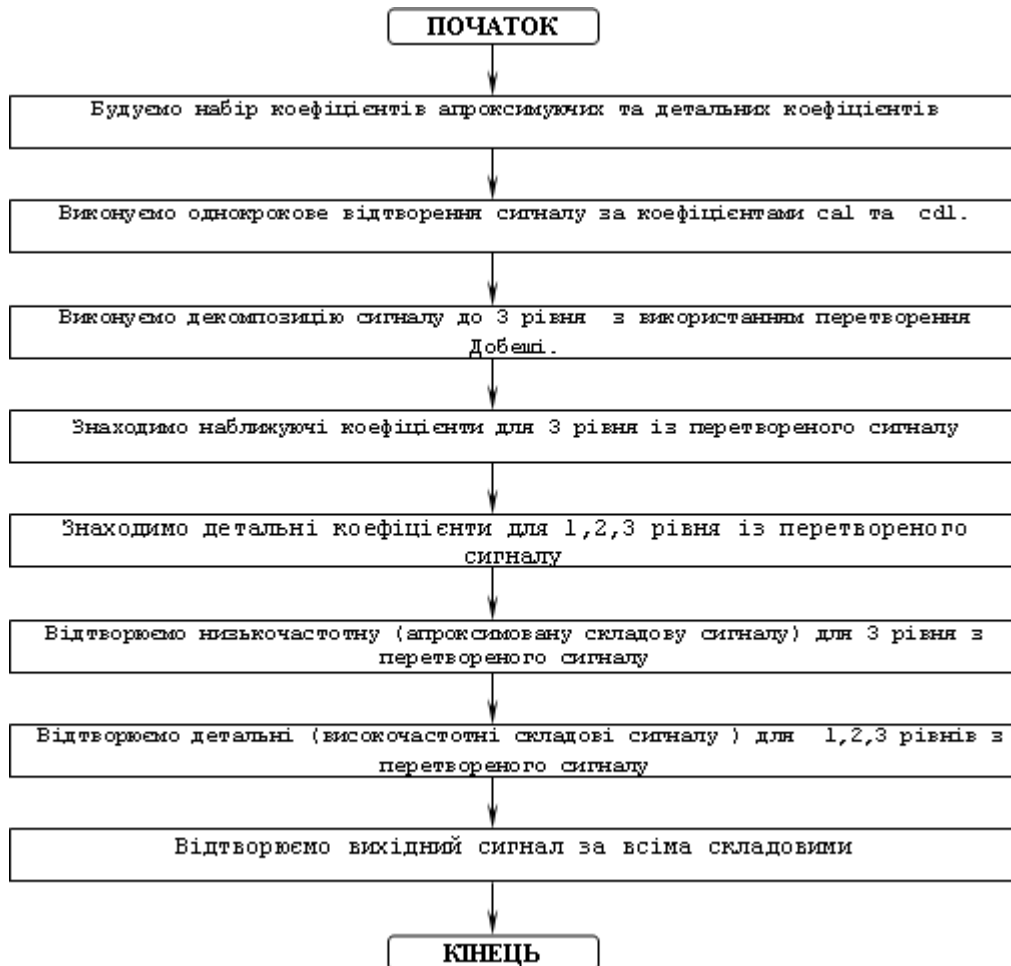 ПОЧАТОК
Будуємо набір коефіцієнтів апроксимуючих та детальних коефіцієнтів
Виконуємо однокрокове відтворення сигналу за коефіцієнтами ca1 та cd1.
Виконуємо декомпозицію сигналу до 3 рівня з використанням перетворення
Добеші.
Знаходимо наближуючі коефіцієнти для 3 рівня із перетвореного сигналу
Знаходимо детальні коефіцієнти для 1,2,3 рівня із перетвореного
сигналу
Відтворюємо низькочастотну (апроксимовану складову сигналу) для 3 рівня з
перетвореного сигналу
Відтворюємо детальні (високочастотні складові сигналу ) для 1,2,3 рівнів з
перетвореного сигналу
Відтворюємо вихідний сигнал за всіма складовими
КІНЕЦЬ